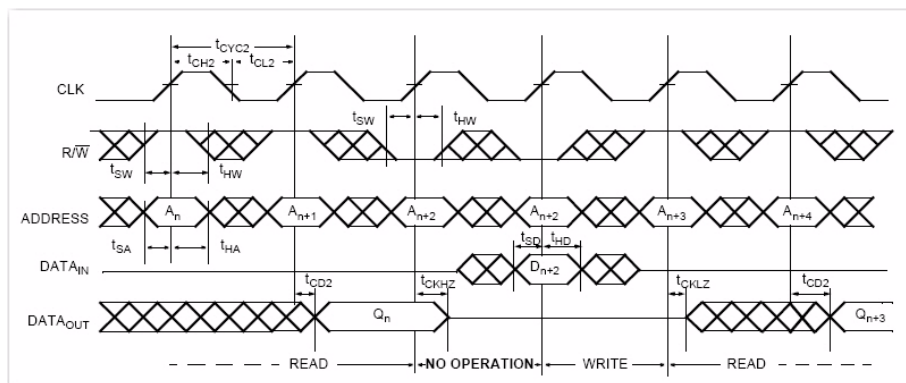 tCYC2
tCH2 tCL2
CLK
tSW tHW
R/W̅
tSW tHW
ADDRESS An An+1 An+2 An+2 An+3 An+4
tSA tHA tSD tHD
DATAIN Dn+2
tCD2 tCKHZ tCKLZ tCD2
DATAOUT Qn Qn+3
READ NO OPERATION WRITE READ